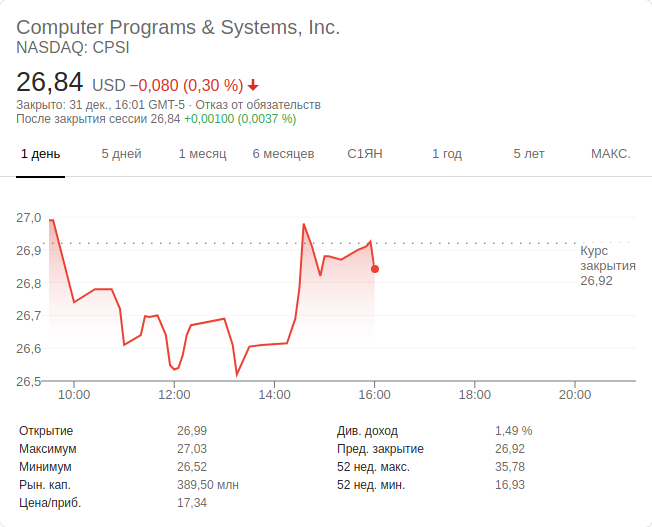 Computer Programs & Systems, Inc.
NASDAQ: CPSI
26,84 USD −0,080 (0,30 %)
Закрыто: 31 дек., 16:01 GMT-5 · Отказ от обязательств
После закрытия сессии 26,84 +0,00100 (0,0037 %)
1 день 5 дней 1 месяц 6 месяцев С1ЯН 1 год 5 лет МАКС.
27,0
26,9
26,8
26,7
26,6
26,5
Курс
закрытия
26,92
10:00 12:00 14:00 16:00 18:00 20:00
Открытие 26,99 Див. доход 1,49 %
Максимум 27,03 Пред. закрытие 26,92
Минимум 26,52 52 нед. макс. 35,78
Рын. кап. 389,50 млн 52 нед. мин. 16,93
Цена/приб. 17,34